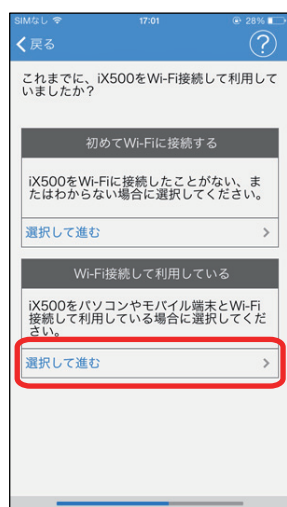 SIMなし 17:01 28%
戻る ?
これまでに、iX500をWi-Fi接続して利用して
いましたか？
初めてWi-Fiに接続する
iX500をWi-Fiに接続したことがない、ま
たはわからない場合に選択してください。
選択して進む
Wi-Fi接続して利用している
iX500をパソコンやモバイル端末とWi-Fi
接続して利用している場合に選択してくだ
さい。
選択して進む